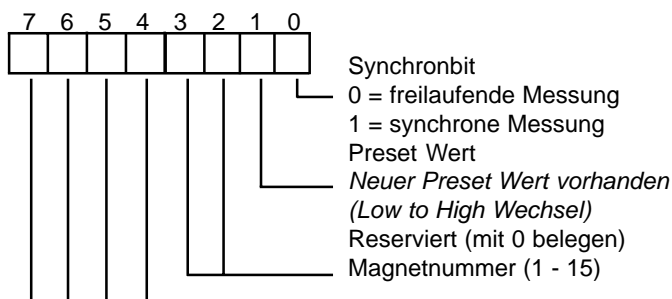 7 6 5 4 3 2 1 0
Synchronbit
0 = freilaufende Messung
1 = synchrone Messung
Preset Wert
Neuer Preset Wert vorhanden
(Low to High Wechsel)
Reserviert (mit 0 belegen)
Magnetnummer (1 - 15)